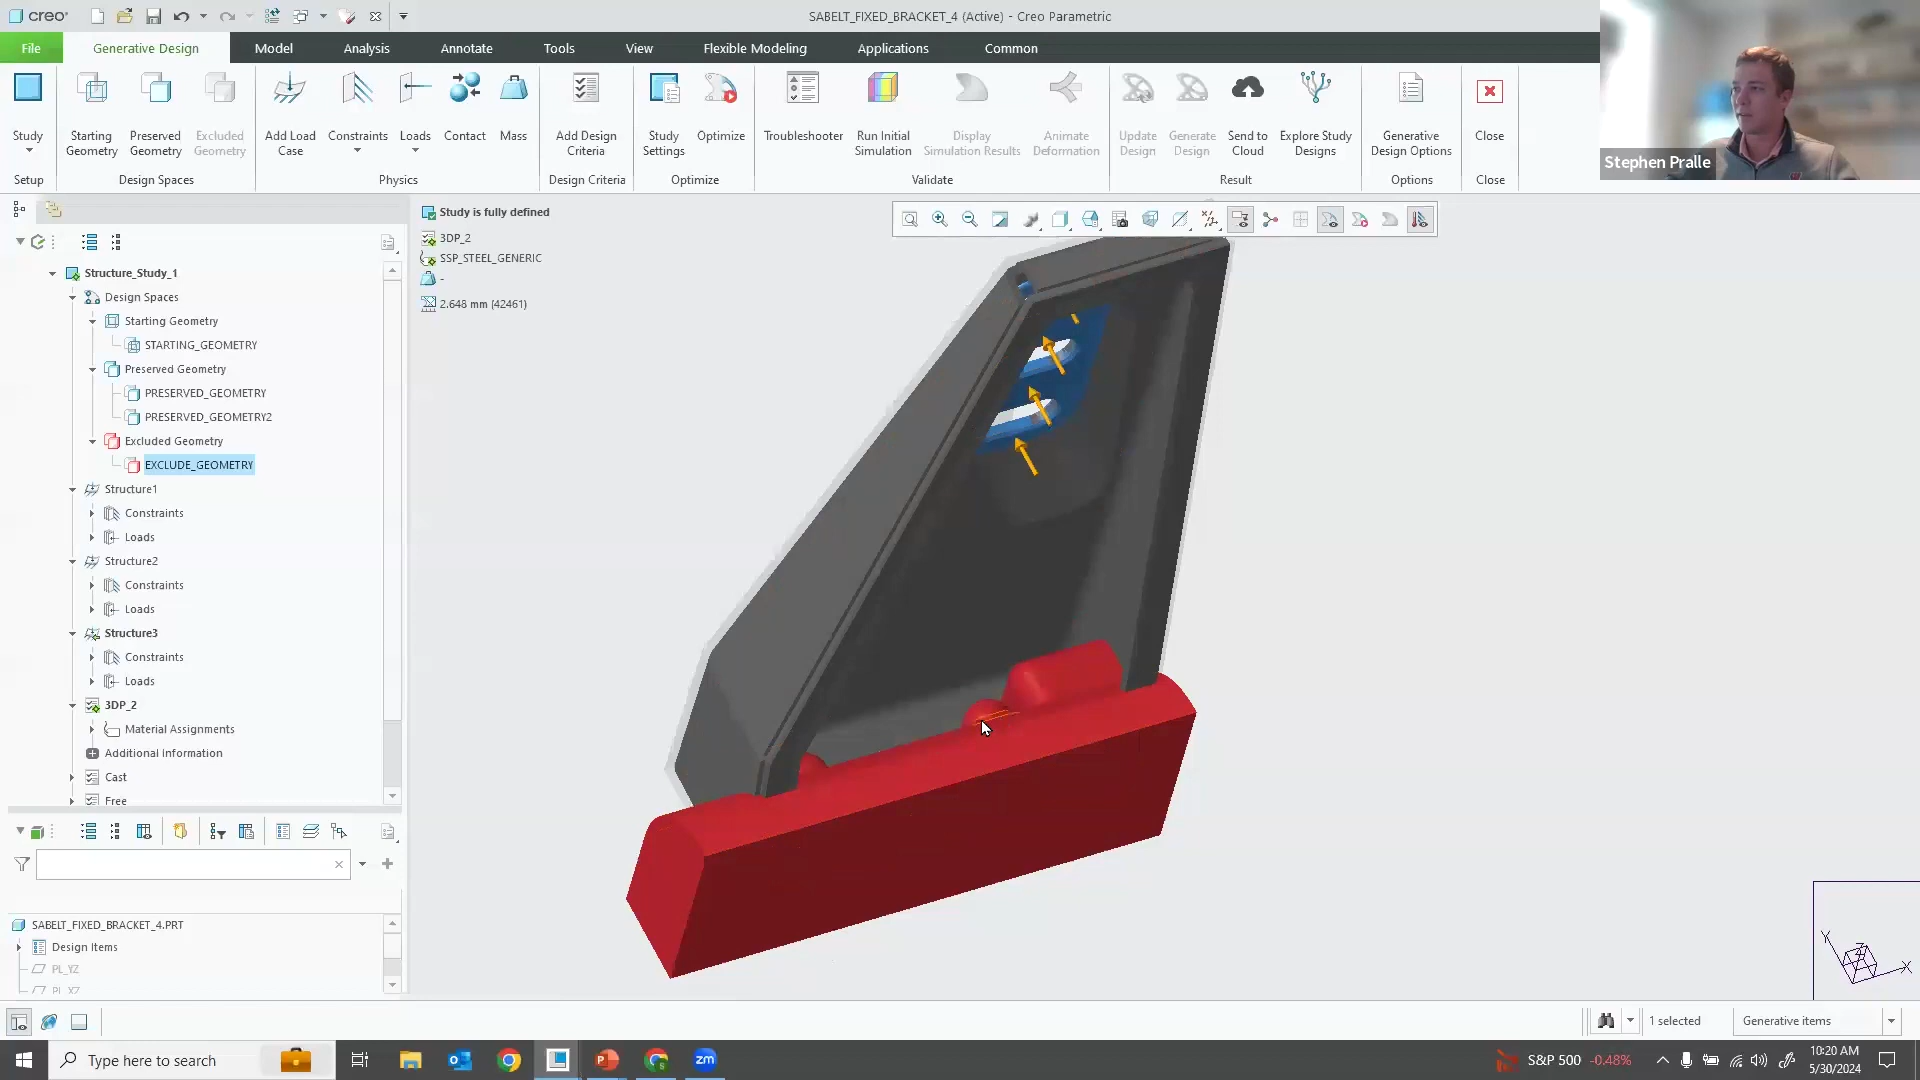 creo®
SABELT_FIXED_BRACKET_4 (Active) - Creo Parametric
File
Generative Design
Model
Analysis
Annotate
Tools
View
Flexible Modeling
Applications
Common
Study
Starting Geometry
Preserved Geometry
Excluded Geometry
Add Load Case
Constraints
Loads
Contact
Mass
Add Design Criteria
Study Settings
Optimize
Troubleshooter
Run Initial Simulation
Display Simulation Results
Animate Deformation
Update Design
Generate Design
Send to Cloud
Explore Study Designs
Generative Design Options
Close
Setup
Design Spaces
Physics
Design Criteria
Optimize
Validate
Result
Options
Close
Stephen Pralle
Study is fully defined
3DP_2
SSP_STEEL_GENERIC
-
2.648 mm (42461)
Structure_Study_1
Design Spaces
Starting Geometry
STARTING_GEOMETRY
Preserved Geometry
PRESERVED_GEOMETRY
PRESERVED_GEOMETRY2
Excluded Geometry
EXCLUDE_GEOMETRY
Structure1
Constraints
Loads
Structure2
Constraints
Loads
Structure3
Constraints
Loads
3DP_2
Material Assignments
Additional Information
Cast
Free
SABELT_FIXED_BRACKET_4.PRT
Design Items
PL_YZ
PL_XZ
Y
Z
X
1 selected
Generative items
Type here to search
zm
S&P 500 -0.48%
10:20 AM
5/30/2024